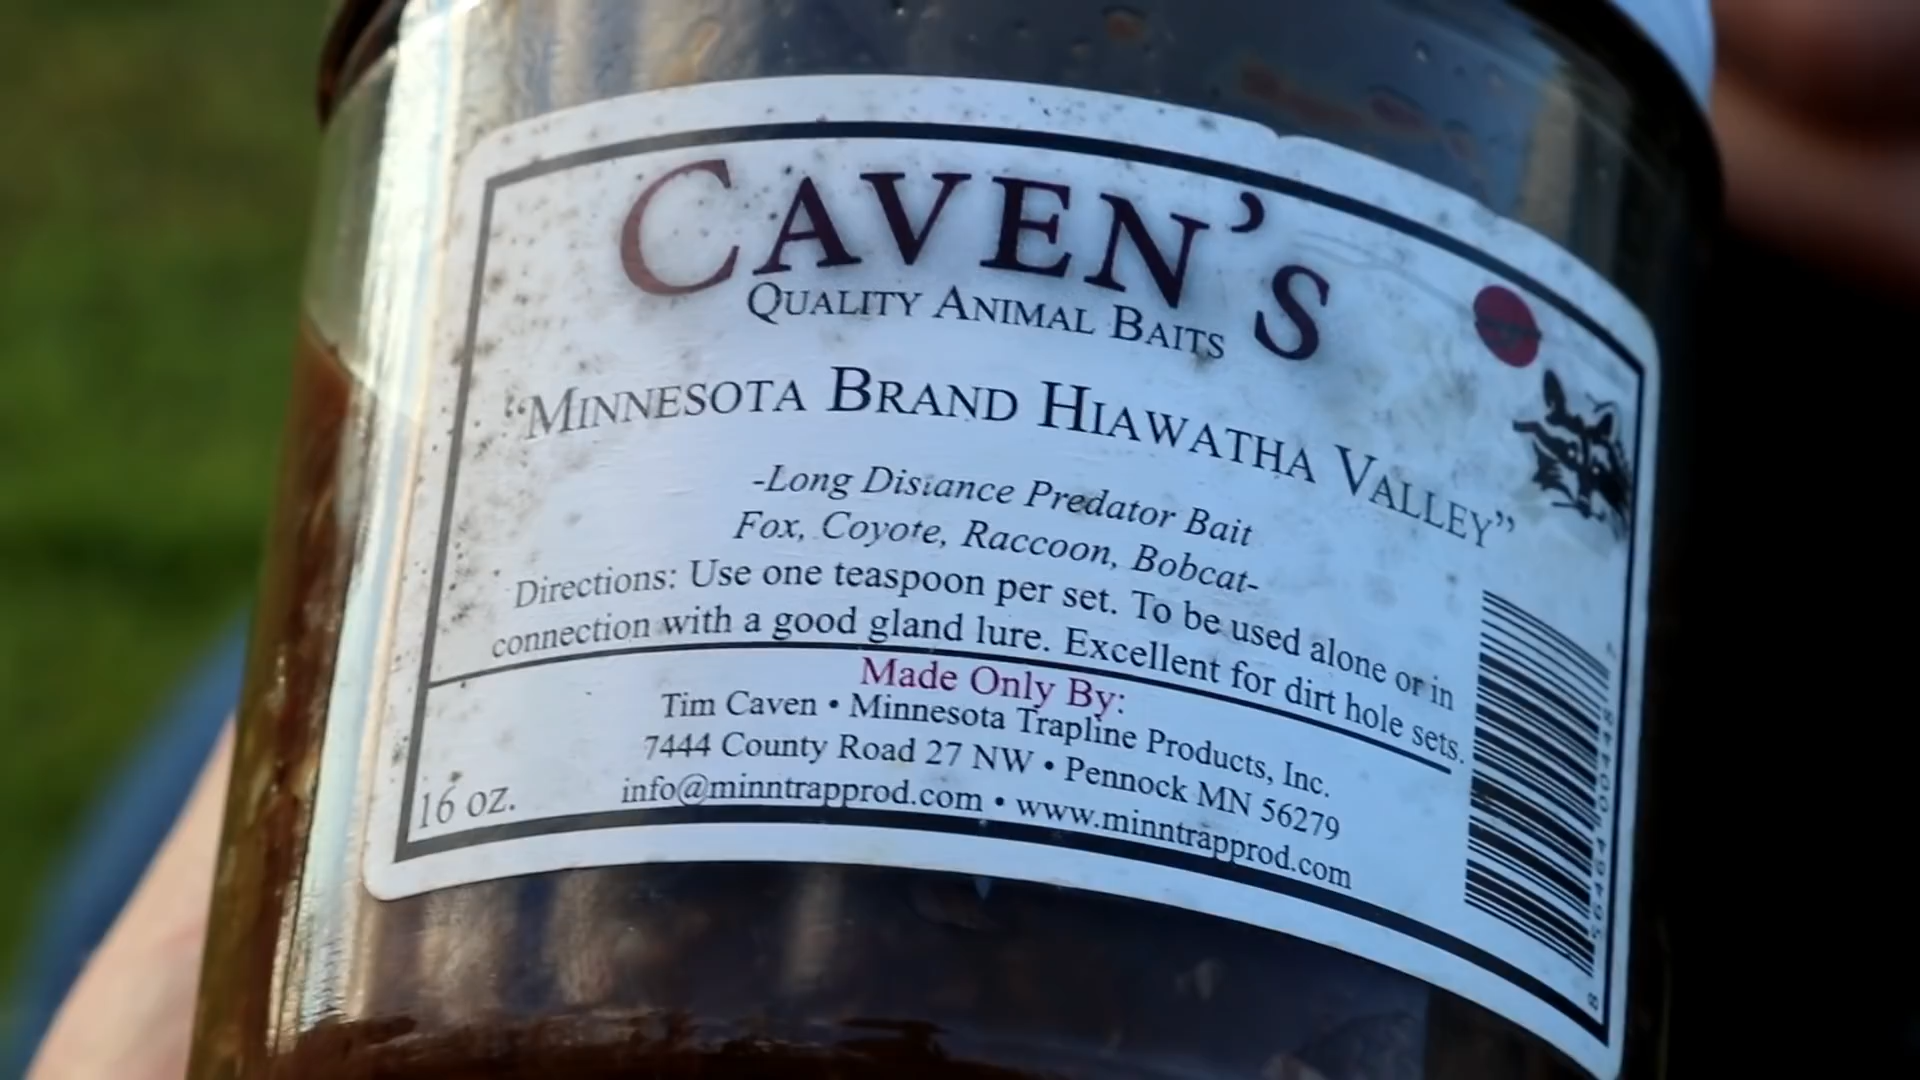 CAVEN'S
QUALITY ANIMAL BAITS
"MINNESOTA BRAND HIAWATHA VALLEY"
-Long Distance Predator Bait
Fox, Coyote, Raccoon, Bobcat-
Directions: Use one teaspoon per set. To be used alone or in
connection with a good gland lure. Excellent for dirt hole sets.
Made Only By:
Tim Caven • Minnesota Trapline Products, Inc.
7444 County Road 27 NW • Pennock MN 56279
info@minntrapprod.com • www.minntrapprod.com
16 oz.